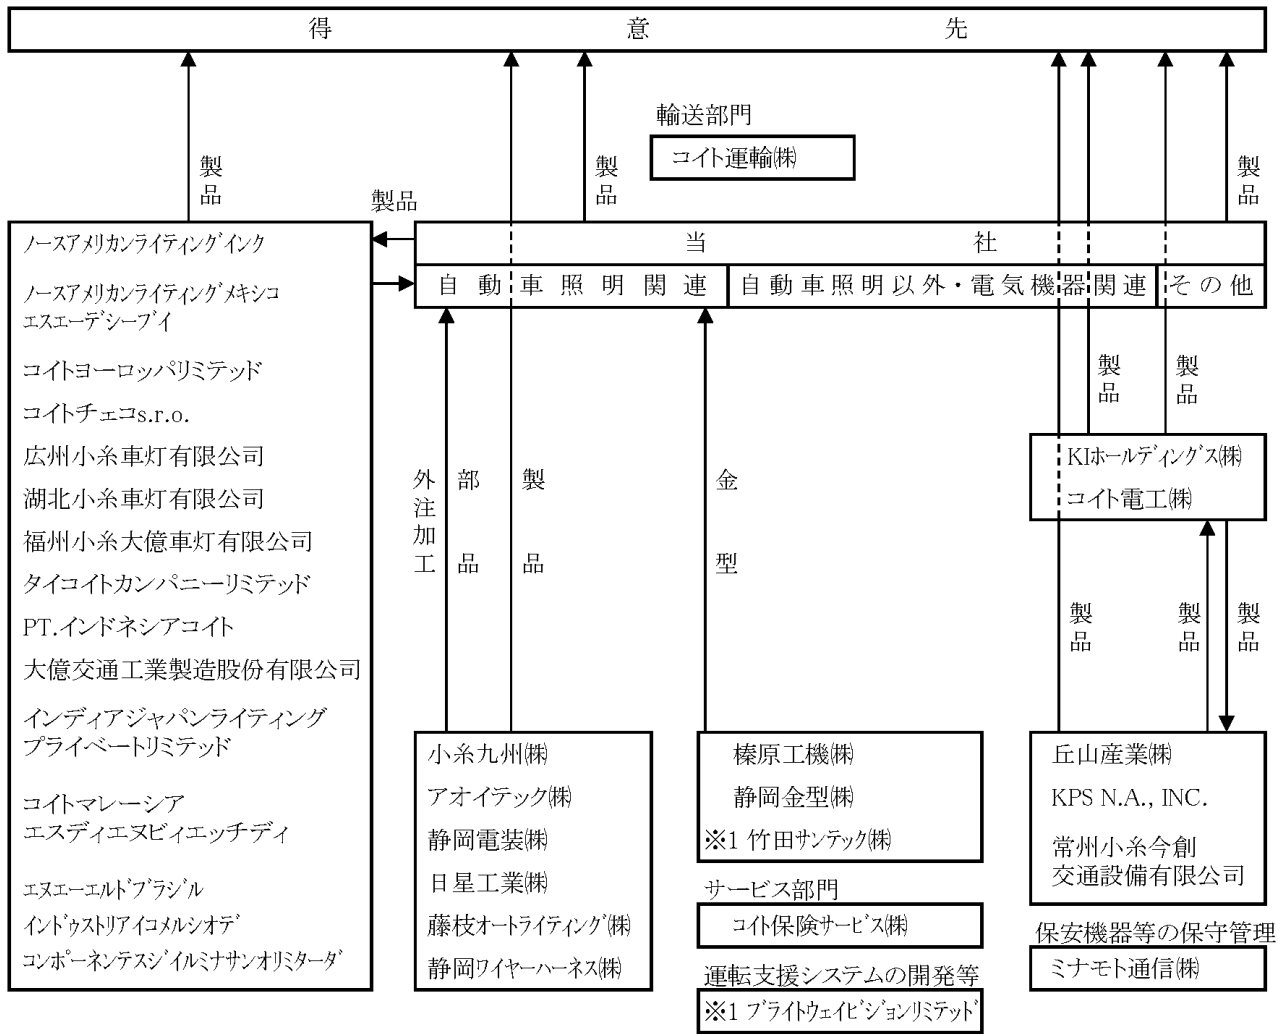 得意先
輸送部門
コイト運輸㈱
製品
製品
製品
製品
当社
自動車照明関連
自動車照明以外・電気機器関連
その他
ノースアメリカンライティングインク
ノースアメリカンライティングメキシコ
エスエーデシーブイ
コイトヨーロッパリミテッド
コイトチェコs.r.o.
広州小糸車灯有限公司
湖北小糸車灯有限公司
福州小糸大億車灯有限公司
タイコイトカンパニーリミテッド
PT.インドネシアコイト
大億交通工業製造股份有限公司
インディアジャパンライティング
プライベートリミテッド
コイトマレーシア
エスディエヌビィエッチディ
エヌエーエルドブラジル
インドゥストリアイコメルシオデ
コンポーネンテスジイルミナサンオリミターダ
外注加工
部品
製品
金型
製品
製品
KIホールディングス㈱
コイト電工㈱
製品
製品
製品
小糸九州㈱
アオイテック㈱
静岡電装㈱
日星工業㈱
藤枝オートライティング㈱
静岡ワイヤーハーネス㈱
榛原工機㈱
静岡金型㈱
※1 竹田サンテック㈱
サービス部門
コイト保険サービス㈱
運転支援システムの開発等
※1 ブライトウェイビジョンリミテッド
丘山産業㈱
KPS N.A., INC.
常州小糸今創
交通設備有限公司
保安機器等の保守管理
ミナモト通信㈱